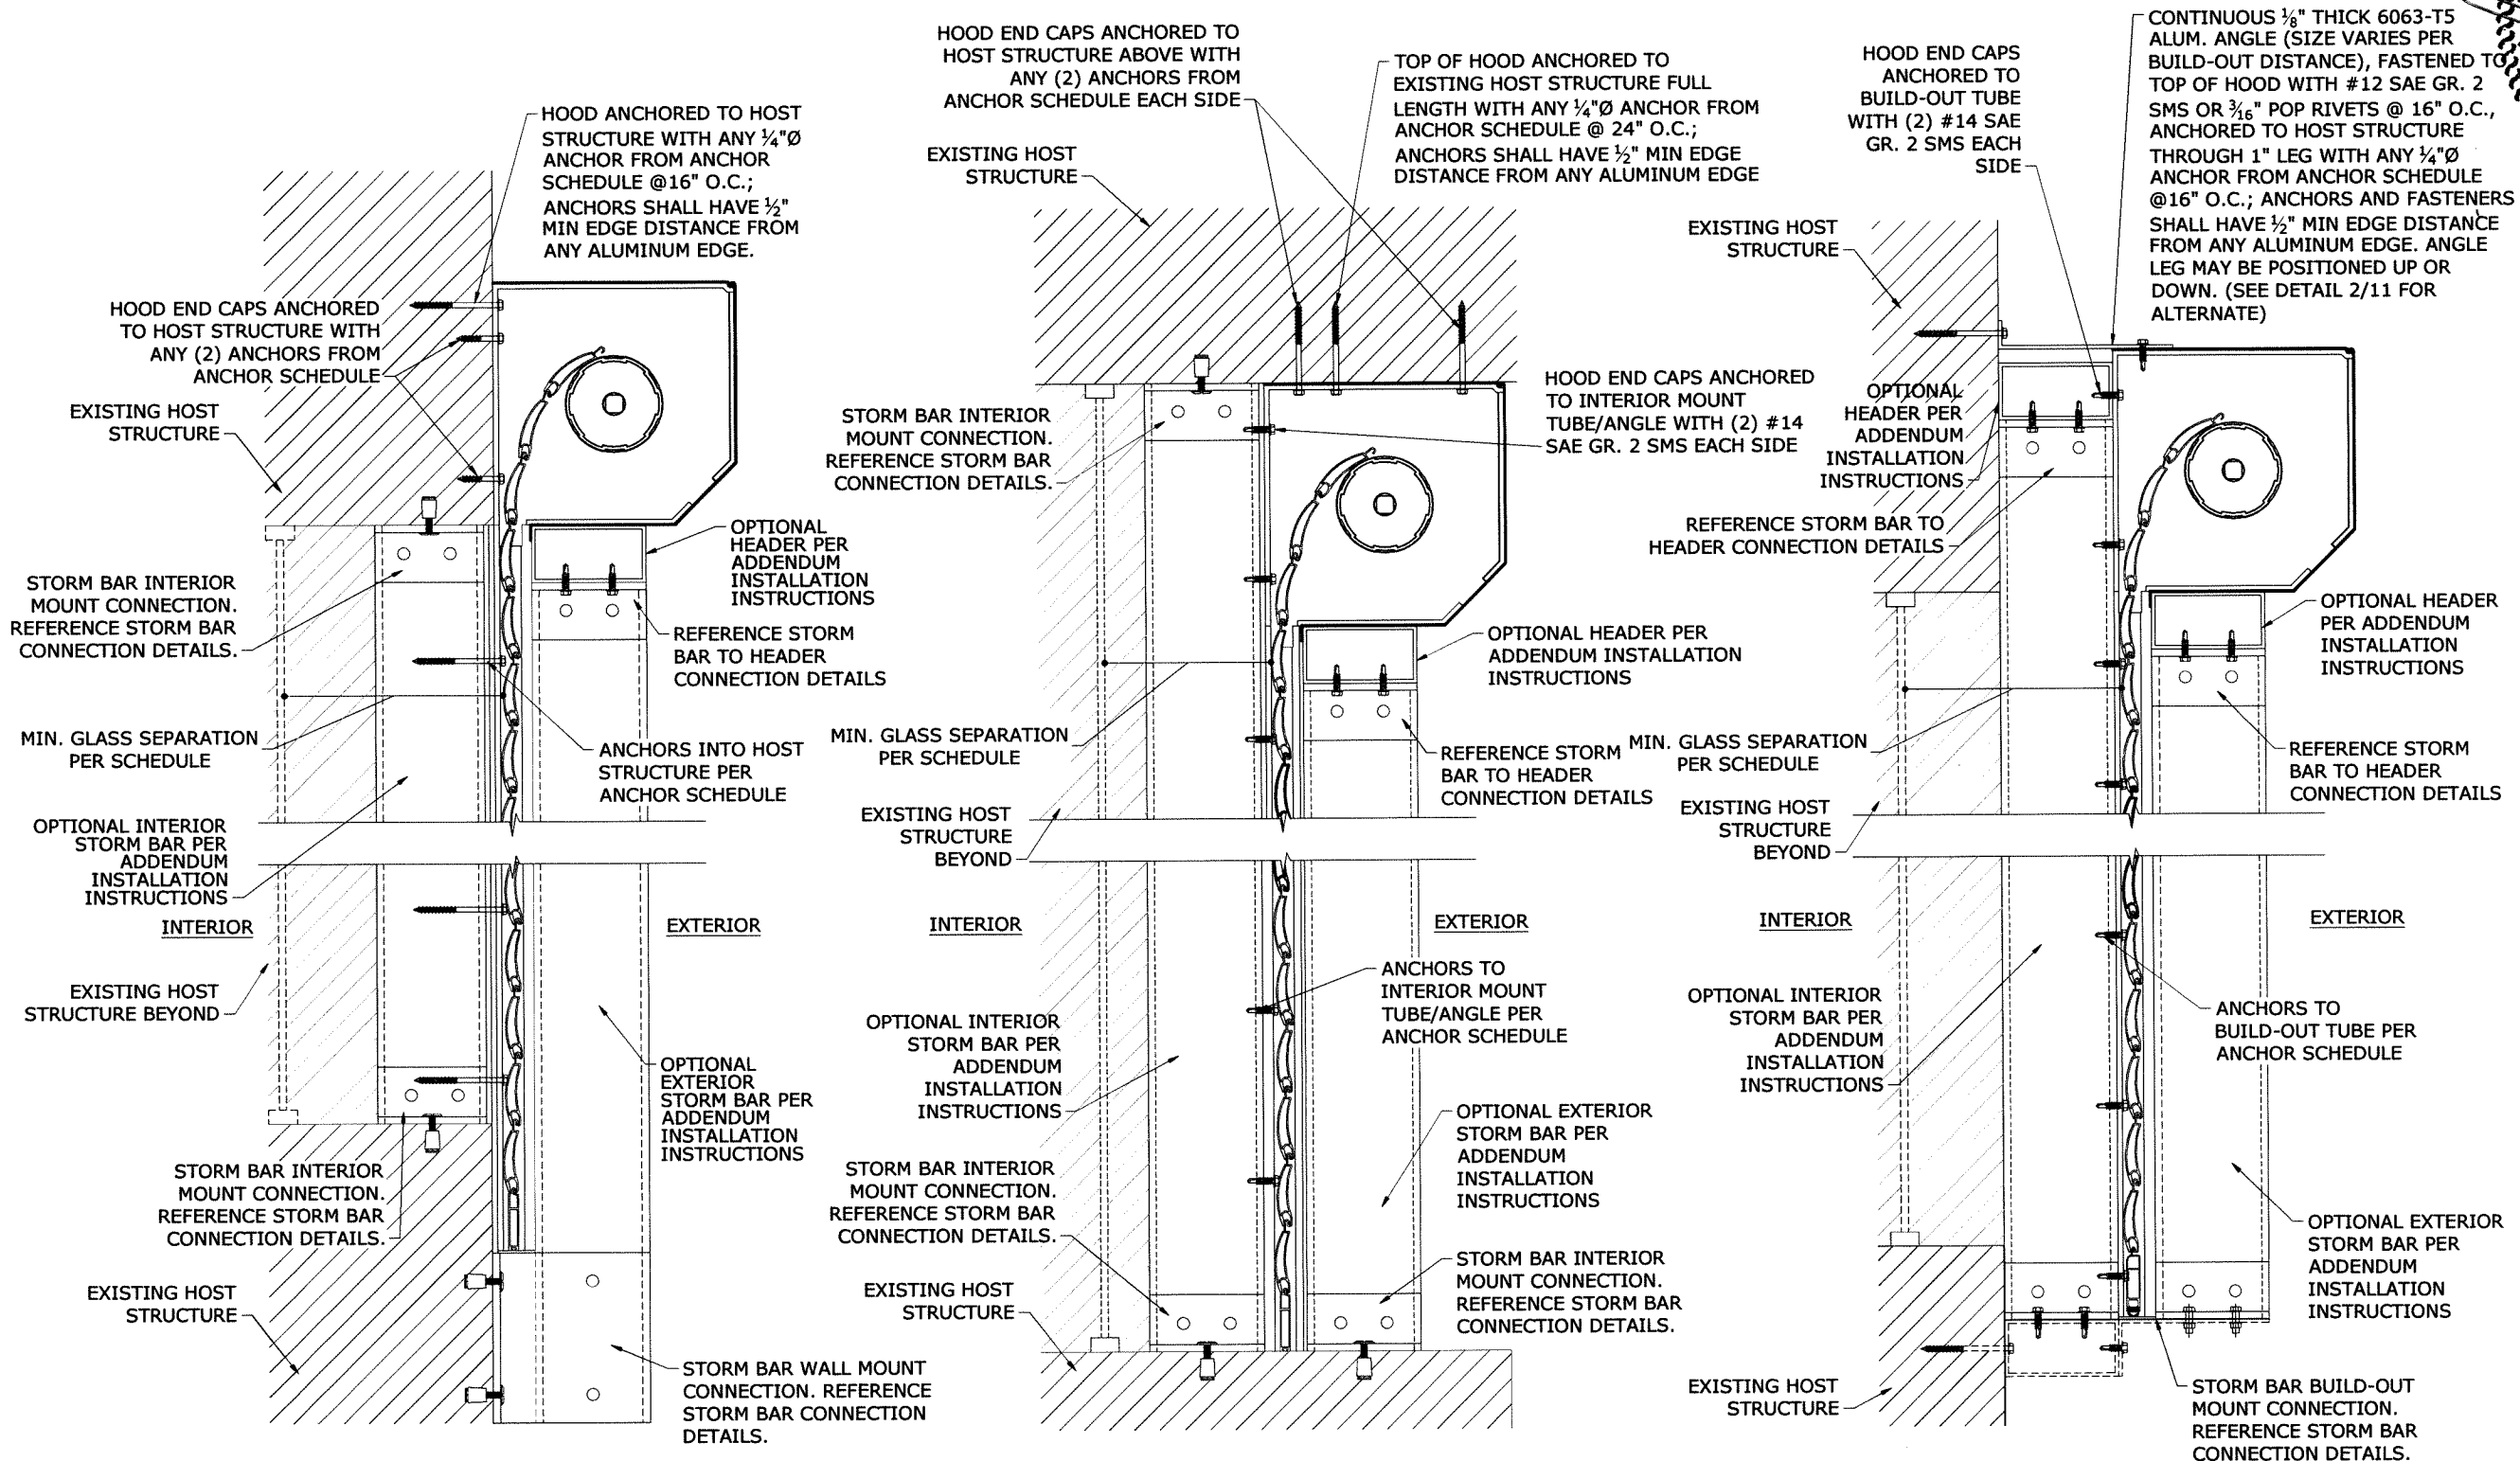 HOOD ANCHORED TO HOST
STRUCTURE WITH ANY ¼"Ø
ANCHOR FROM ANCHOR
SCHEDULE @16" O.C.;
ANCHORS SHALL HAVE ½"
MIN EDGE DISTANCE FROM
ANY ALUMINUM EDGE.
HOOD END CAPS ANCHORED
TO HOST STRUCTURE WITH
ANY (2) ANCHORS FROM
ANCHOR SCHEDULE
EXISTING HOST
STRUCTURE
STORM BAR INTERIOR
MOUNT CONNECTION.
REFERENCE STORM BAR
CONNECTION DETAILS.
OPTIONAL
HEADER PER
ADDENDUM
INSTALLATION
INSTRUCTIONS
REFERENCE STORM
BAR TO HEADER
CONNECTION DETAILS
MIN. GLASS SEPARATION
PER SCHEDULE
ANCHORS INTO HOST
STRUCTURE PER
ANCHOR SCHEDULE
OPTIONAL INTERIOR
STORM BAR PER
ADDENDUM
INSTALLATION
INSTRUCTIONS
INTERIOR
EXTERIOR
EXISTING HOST
STRUCTURE BEYOND
OPTIONAL
EXTERIOR
STORM BAR PER
ADDENDUM
INSTALLATION
INSTRUCTIONS
STORM BAR INTERIOR
MOUNT CONNECTION.
REFERENCE STORM BAR
CONNECTION DETAILS.
EXISTING HOST
STRUCTURE
STORM BAR WALL MOUNT
CONNECTION. REFERENCE
STORM BAR CONNECTION
DETAILS.
HOOD END CAPS ANCHORED TO
HOST STRUCTURE ABOVE WITH
ANY (2) ANCHORS FROM
ANCHOR SCHEDULE EACH SIDE
TOP OF HOOD ANCHORED TO
EXISTING HOST STRUCTURE FULL
LENGTH WITH ANY ¼"Ø ANCHOR FROM
ANCHOR SCHEDULE @ 24" O.C.;
ANCHORS SHALL HAVE ½" MIN EDGE
DISTANCE FROM ANY ALUMINUM EDGE
EXISTING HOST
STRUCTURE
HOOD END CAPS ANCHORED
TO INTERIOR MOUNT
TUBE/ANGLE WITH (2) #14
SAE GR. 2 SMS EACH SIDE
STORM BAR INTERIOR
MOUNT CONNECTION.
REFERENCE STORM BAR
CONNECTION DETAILS.
OPTIONAL HEADER PER
ADDENDUM INSTALLATION
INSTRUCTIONS
MIN. GLASS SEPARATION
PER SCHEDULE
REFERENCE STORM
BAR TO HEADER
CONNECTION DETAILS
EXISTING HOST
STRUCTURE
BEYOND
INTERIOR
EXTERIOR
ANCHORS TO
INTERIOR MOUNT
TUBE/ANGLE PER
ANCHOR SCHEDULE
OPTIONAL INTERIOR
STORM BAR PER
ADDENDUM
INSTALLATION
INSTRUCTIONS
OPTIONAL EXTERIOR
STORM BAR PER
ADDENDUM
INSTALLATION
INSTRUCTIONS
STORM BAR INTERIOR
MOUNT CONNECTION.
REFERENCE STORM BAR
CONNECTION DETAILS.
STORM BAR INTERIOR
MOUNT CONNECTION.
REFERENCE STORM BAR
CONNECTION DETAILS.
EXISTING HOST
STRUCTURE
HOOD END CAPS
ANCHORED TO
BUILD-OUT TUBE
WITH (2) #14 SAE
GR. 2 SMS EACH
SIDE
CONTINUOUS ⅛" THICK 6063-T5
ALUM. ANGLE (SIZE VARIES PER
BUILD-OUT DISTANCE), FASTENED TO
TOP OF HOOD WITH #12 SAE GR. 2
SMS OR 3/16" POP RIVETS @ 16" O.C.,
ANCHORED TO HOST STRUCTURE
THROUGH 1" LEG WITH ANY ¼"Ø
ANCHOR FROM ANCHOR SCHEDULE
@16" O.C.; ANCHORS AND FASTENERS
SHALL HAVE ½" MIN EDGE DISTANCE
FROM ANY ALUMINUM EDGE. ANGLE
LEG MAY BE POSITIONED UP OR
DOWN. (SEE DETAIL 2/11 FOR
ALTERNATE)
EXISTING HOST
STRUCTURE
OPTIONAL
HEADER PER
ADDENDUM
INSTALLATION
INSTRUCTIONS
REFERENCE STORM BAR TO
HEADER CONNECTION DETAILS
OPTIONAL HEADER
PER ADDENDUM
INSTALLATION
INSTRUCTIONS
MIN. GLASS SEPARATION
PER SCHEDULE
REFERENCE STORM
BAR TO HEADER
CONNECTION DETAILS
EXISTING HOST
STRUCTURE
BEYOND
INTERIOR
EXTERIOR
OPTIONAL INTERIOR
STORM BAR PER
ADDENDUM
INSTALLATION
INSTRUCTIONS
ANCHORS TO
BUILD-OUT TUBE PER
ANCHOR SCHEDULE
OPTIONAL EXTERIOR
STORM BAR PER
ADDENDUM
INSTALLATION
INSTRUCTIONS
EXISTING HOST
STRUCTURE
STORM BAR BUILD-OUT
MOUNT CONNECTION.
REFERENCE STORM BAR
CONNECTION DETAILS.